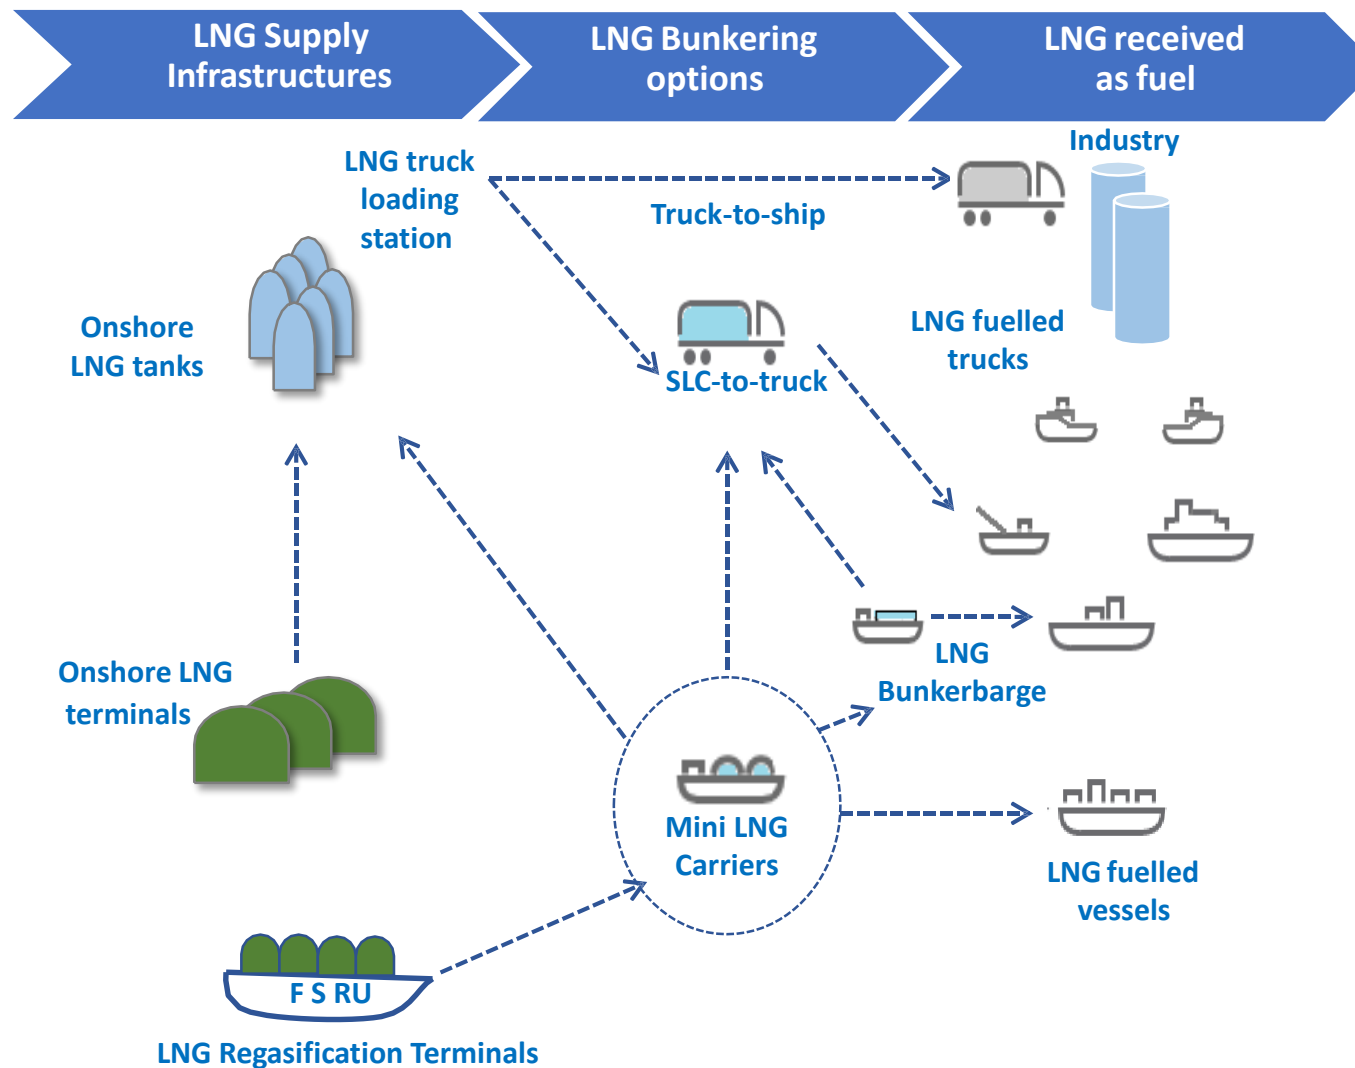 LNG Supply
Infrastructures
LNG Bunkering
options
LNG received
as fuel
LNG truck
loading
station
Truck-to-ship
Industry
Onshore
LNG tanks
SLC-to-truck
LNG fuelled
trucks
Onshore LNG
terminals
LNG
Bunkerbarge
Mini LNG
Carriers
LNG fuelled
vessels
F S RU
LNG Regasification Terminals